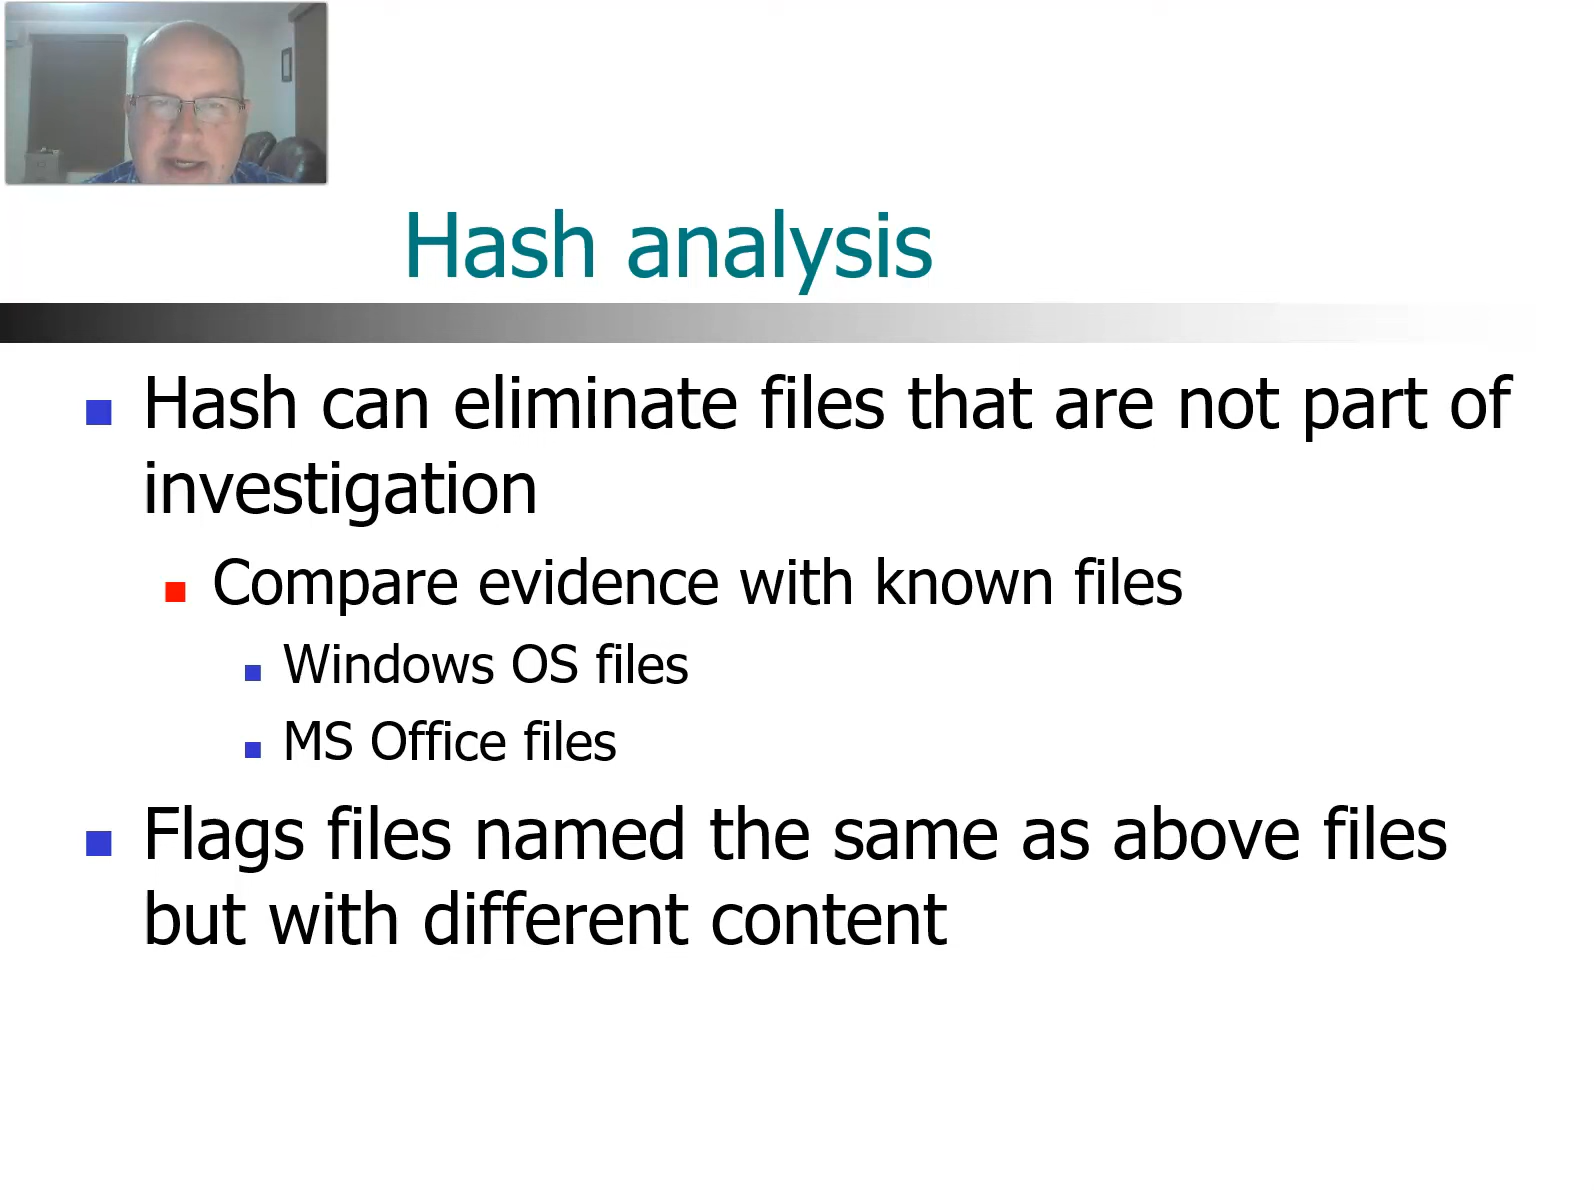 Hash analysis
Hash can eliminate files that are not part of
investigation
Compare evidence with known files
Windows OS files
MS Office files
Flags files named the same as above files
but with different content